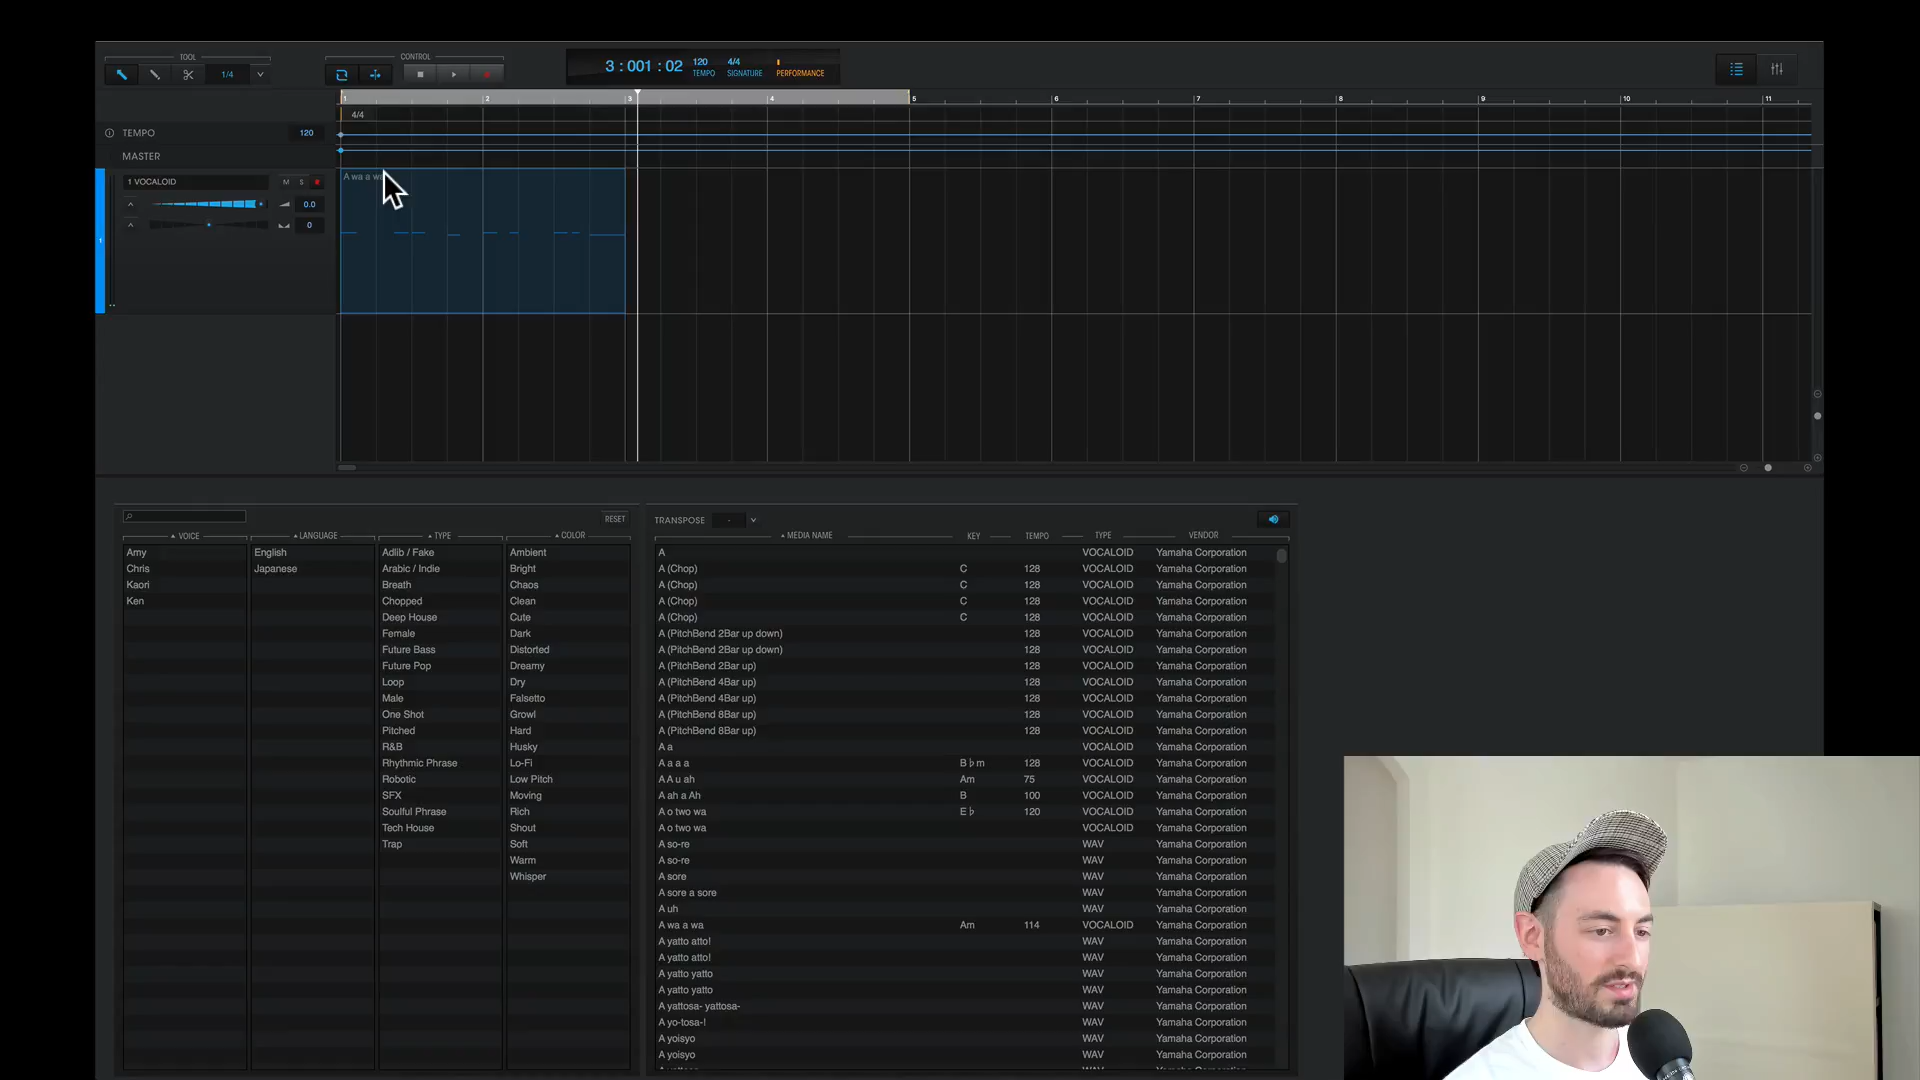 TOOL
CONTROL
1/4
3 : 001 : 02
120
TEMPO
4/4
SIGNATURE
PERFORMANCE
1 2 3 4 5 6 7 8 9 10 11
4/4
TEMPO 120
MASTER
1 VOCALOID M S
0.0
0
1
A wa a wa
RESET
VOICE LANGUAGE TYPE COLOR
Amy
Chris
Kaori
Ken
English
Japanese
Adlib / Fake
Arabic / Indie
Breath
Chopped
Deep House
Female
Future Bass
Future Pop
Loop
Male
One Shot
Pitched
R&B
Rhythmic Phrase
Robotic
SFX
Soulful Phrase
Tech House
Trap
Ambient
Bright
Chaos
Clean
Cute
Dark
Distorted
Dreamy
Dry
Falsetto
Growl
Hard
Husky
Lo-Fi
Low Pitch
Moving
Rich
Shout
Soft
Warm
Whisper
TRANSPOSE -
MEDIA NAME KEY TEMPO TYPE VENDOR
A VOCALOID Yamaha Corporation
A (Chop) C 128 VOCALOID Yamaha Corporation
A (Chop) C 128 VOCALOID Yamaha Corporation
A (Chop) C 128 VOCALOID Yamaha Corporation
A (Chop) C 128 VOCALOID Yamaha Corporation
A (PitchBend 2Bar up down) 128 VOCALOID Yamaha Corporation
A (PitchBend 2Bar up down) 128 VOCALOID Yamaha Corporation
A (PitchBend 2Bar up) 128 VOCALOID Yamaha Corporation
A (PitchBend 4Bar up) 128 VOCALOID Yamaha Corporation
A (PitchBend 4Bar up) 128 VOCALOID Yamaha Corporation
A (PitchBend 8Bar up) 128 VOCALOID Yamaha Corporation
A (PitchBend 8Bar up) 128 VOCALOID Yamaha Corporation
A a VOCALOID Yamaha Corporation
A a a a B♭m 128 VOCALOID Yamaha Corporation
A A u ah Am 75 VOCALOID Yamaha Corporation
A ah a Ah B 100 VOCALOID Yamaha Corporation
A o two wa E♭ 120 VOCALOID Yamaha Corporation
A o two wa VOCALOID Yamaha Corporation
A so-re WAV Yamaha Corporation
A so-re WAV Yamaha Corporation
A sore WAV Yamaha Corporation
A sore a sore WAV Yamaha Corporation
A uh WAV Yamaha Corporation
A wa a wa Am 114 VOCALOID Yamaha Corporation
A yatto atto! WAV Yamaha Corporation
A yatto atto! WAV Yamaha Corporation
A yatto yatto WAV Yamaha Corporation
A yatto yatto WAV Yamaha Corporation
A yattosa- yattosa- WAV Yamaha Corporation
A yo-tosa-! WAV Yamaha Corporation
A yoisyo WAV Yamaha Corporation
A yoisyo WAV Yamaha Corporation